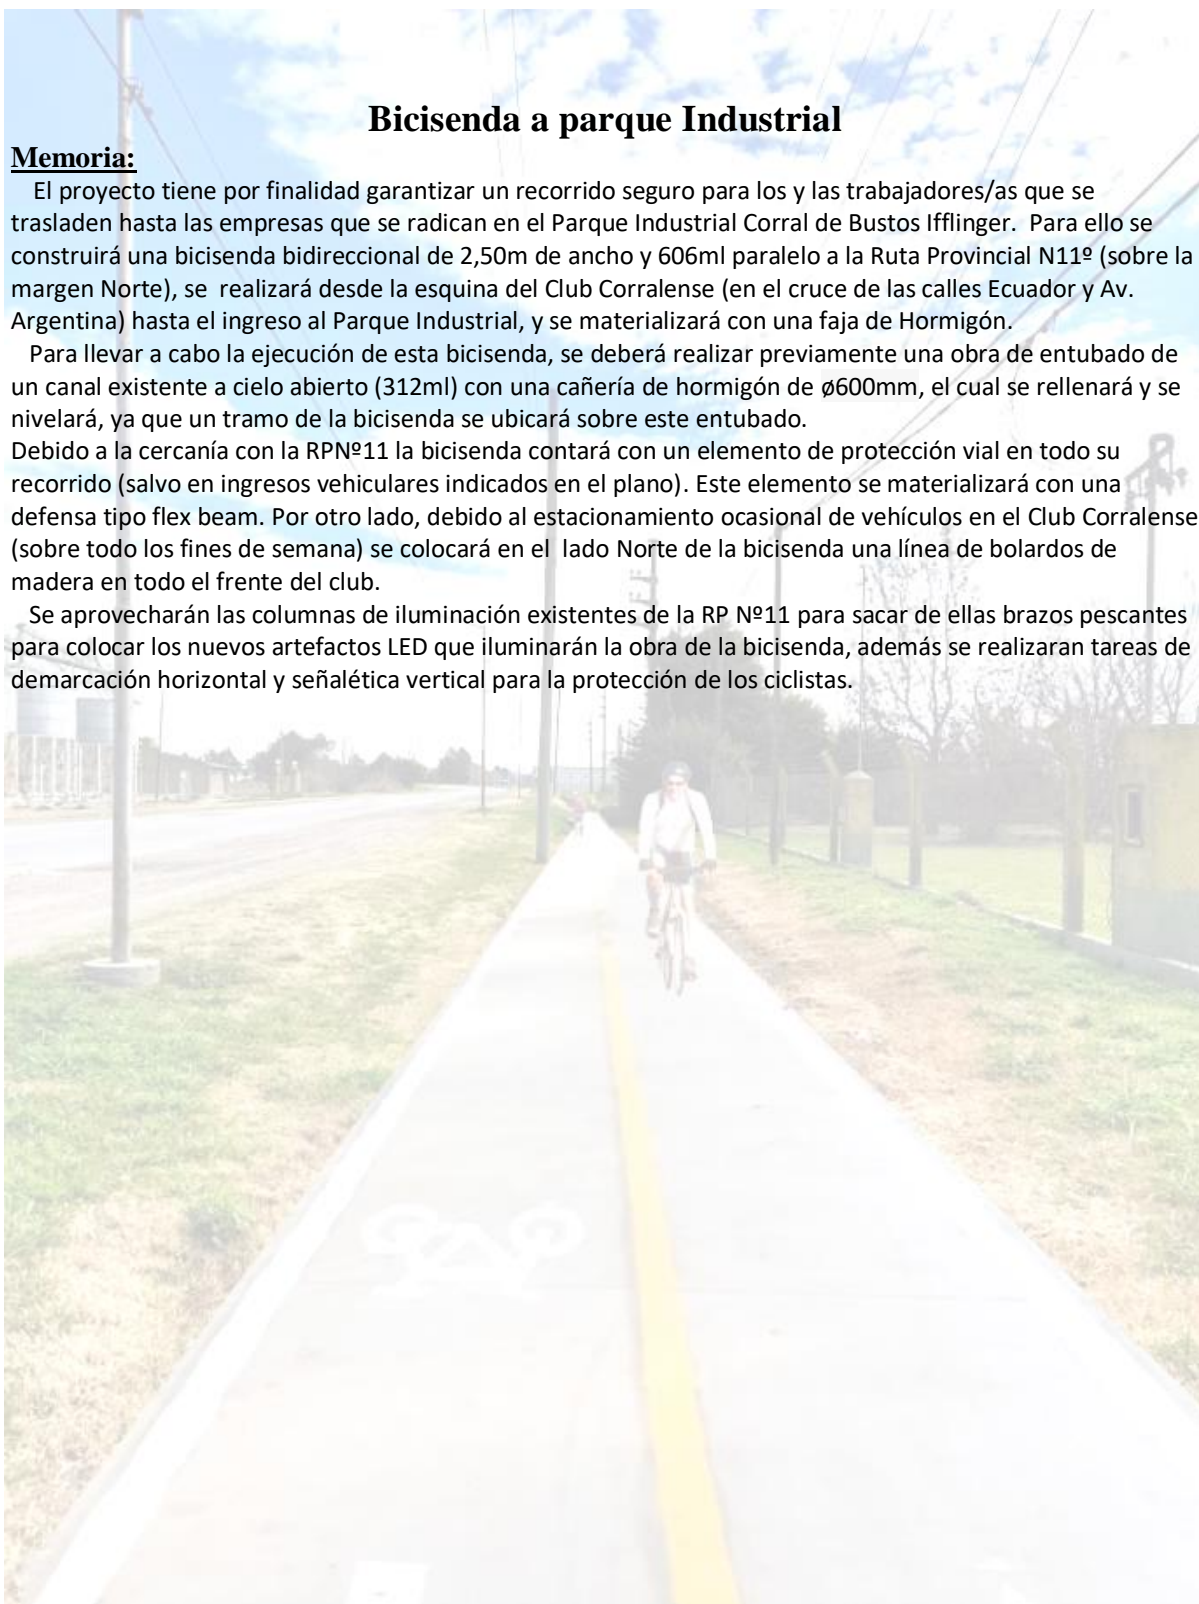 Bicisenda a parque Industrial
Memoria:
El proyecto tiene por finalidad garantizar un recorrido seguro para los y las trabajadores/as que se
trasladen hasta las empresas que se radican en el Parque Industrial Corral de Bustos Ifflinger. Para ello se
construirá una bicisenda bidireccional de 2,50m de ancho y 606ml paralelo a la Ruta Provincial N11º (sobre la
margen Norte), se realizará desde la esquina del Club Corralense (en el cruce de las calles Ecuador y Av.
Argentina) hasta el ingreso al Parque Industrial, y se materializará con una faja de Hormigón.
Para llevar a cabo la ejecución de esta bicisenda, se deberá realizar previamente una obra de entubado de
un canal existente a cielo abierto (312ml) con una cañería de hormigón de ø600mm, el cual se rellenará y se
nivelará, ya que un tramo de la bicisenda se ubicará sobre este entubado.
Debido a la cercanía con la RPNº11 la bicisenda contará con un elemento de protección vial en todo su
recorrido (salvo en ingresos vehiculares indicados en el plano). Este elemento se materializará con una
defensa tipo flex beam. Por otro lado, debido al estacionamiento ocasional de vehículos en el Club Corralense
(sobre todo los fines de semana) se colocará en el lado Norte de la bicisenda una línea de bolardos de
madera en todo el frente del club.
Se aprovecharán las columnas de iluminación existentes de la RP Nº11 para sacar de ellas brazos pescantes
para colocar los nuevos artefactos LED que iluminarán la obra de la bicisenda, además se realizaran tareas de
demarcación horizontal y señalética vertical para la protección de los ciclistas.